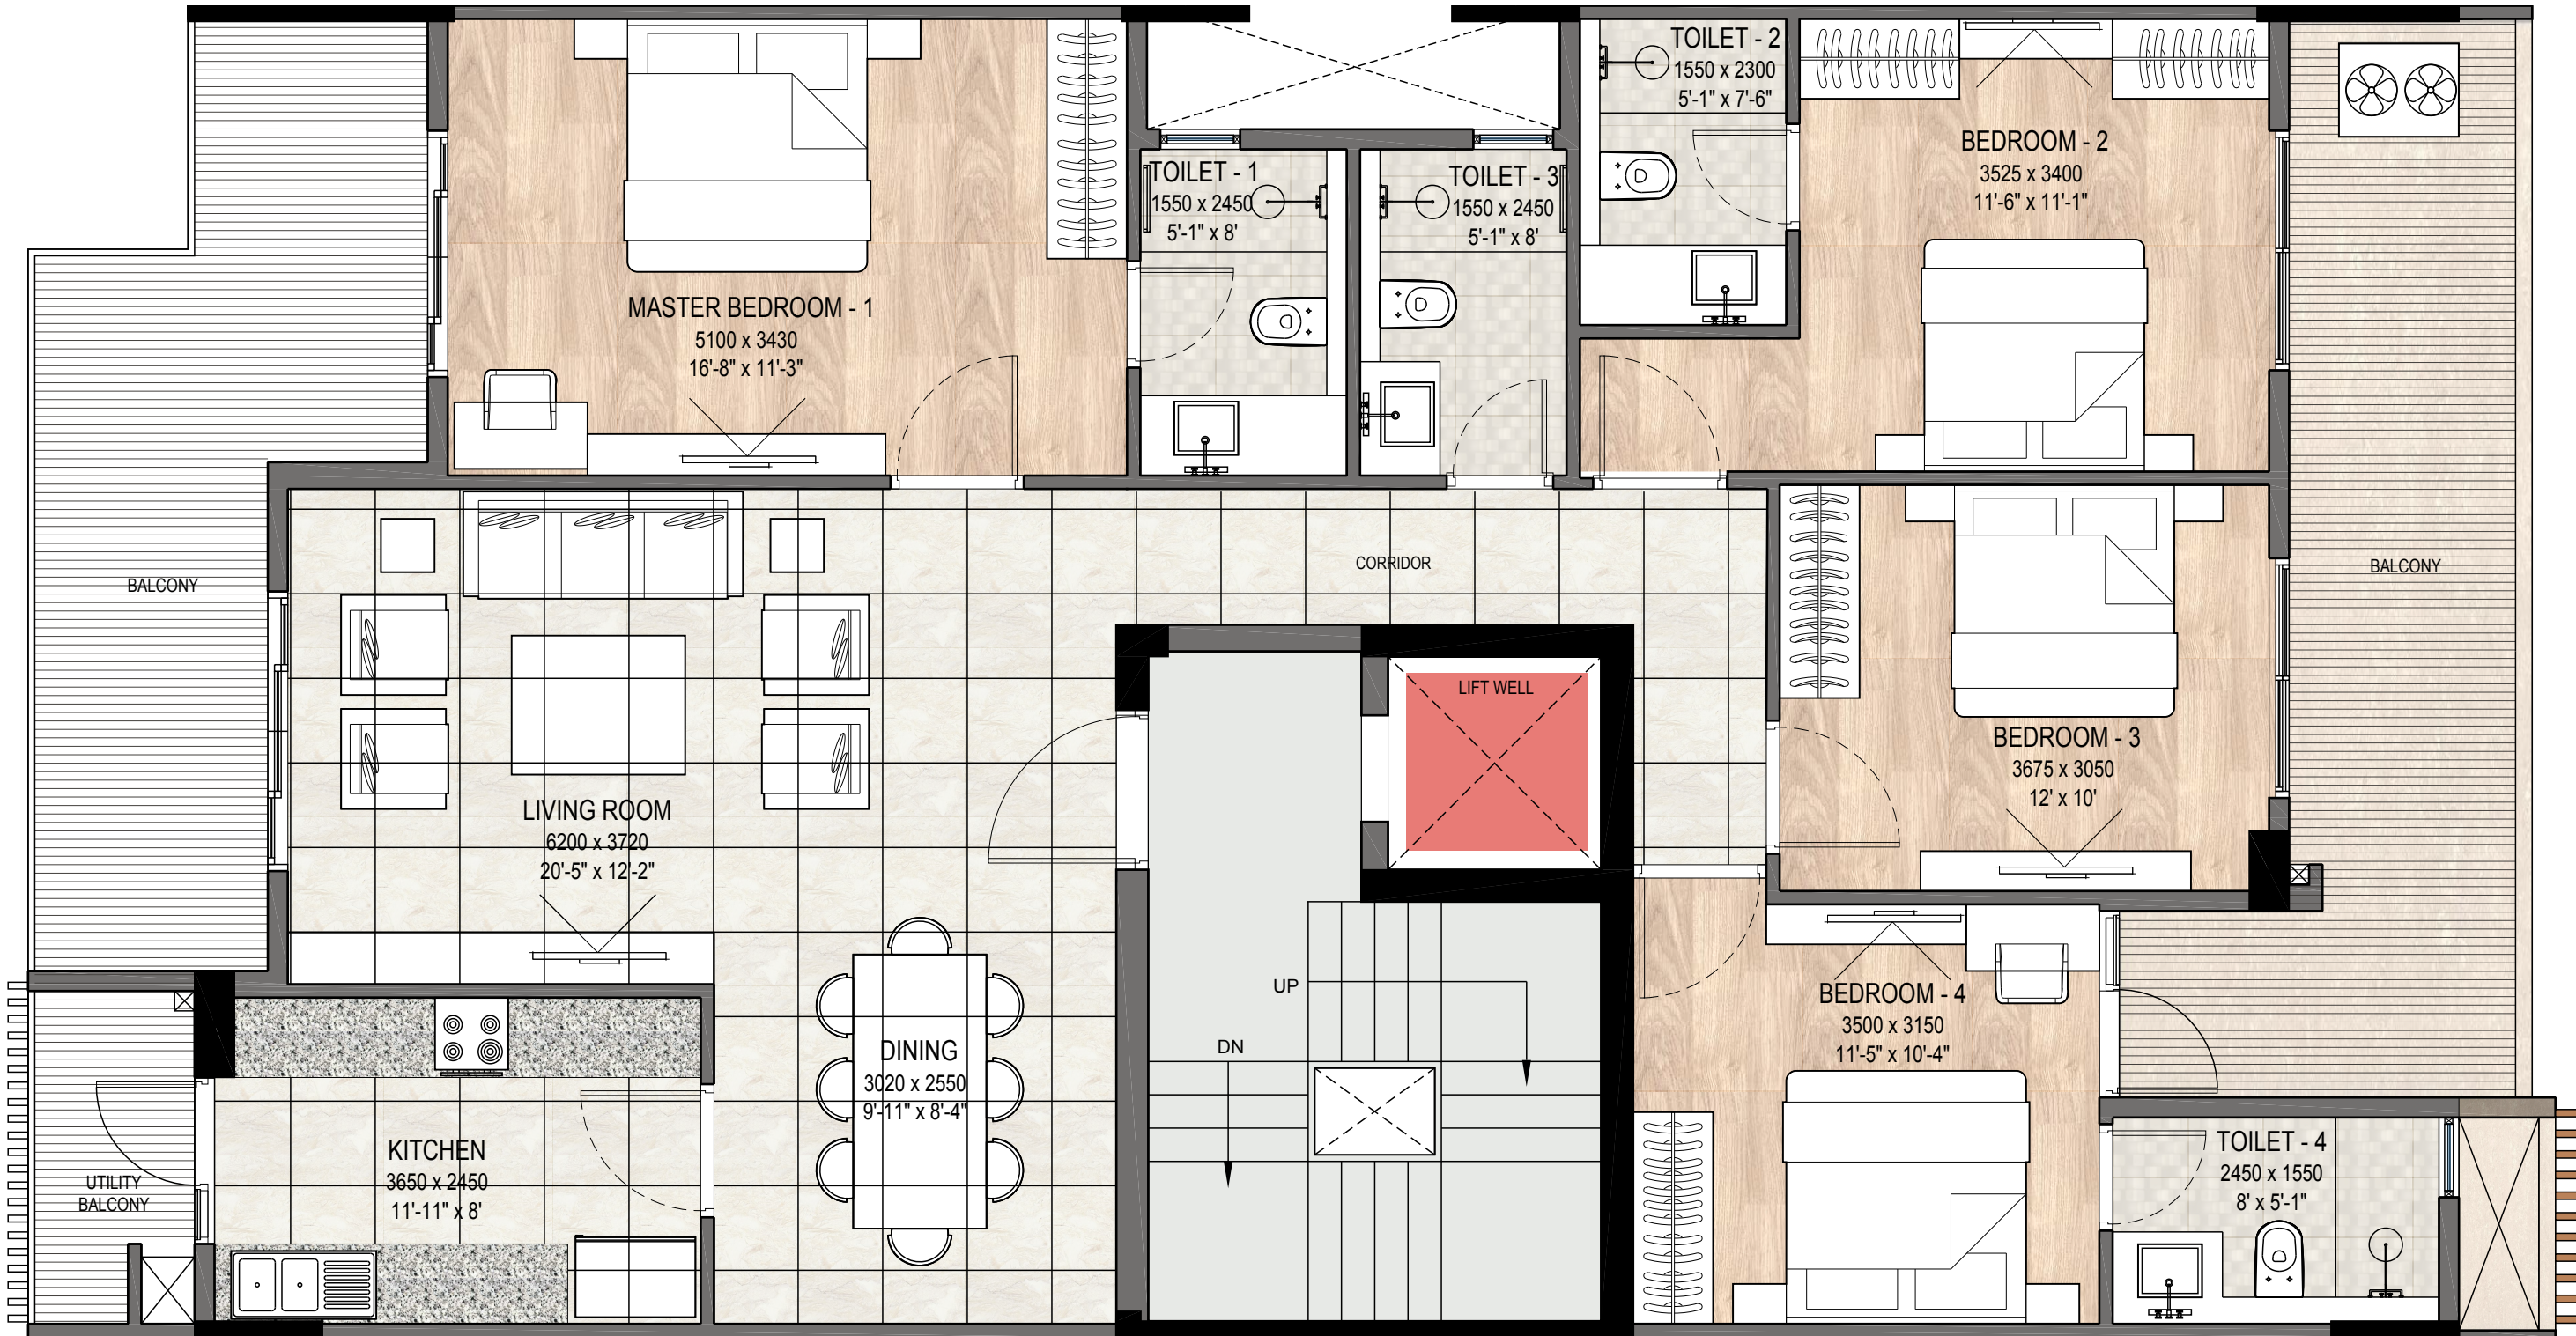 TOILET - 2
1550 x 2300
5'-1" x 7'-6"
BEDROOM - 2
3525 x 3400
11'-6" x 11'-1"
TOILET - 1
1550 x 2450
5'-1" x 8'
TOILET - 3
1550 x 2450
5'-1" x 8'
MASTER BEDROOM - 1
5100 x 3430
16'-8" x 11'-3"
BALCONY
CORRIDOR
BALCONY
LIFT WELL
BEDROOM - 3
3675 x 3050
12' x 10'
LIVING ROOM
6200 x 3720
20'-5" x 12'-2"
UP
DN
BEDROOM - 4
3500 x 3150
11'-5" x 10'-4"
DINING
3020 x 2550
9'-11" x 8'-4"
KITCHEN
3650 x 2450
11'-11" x 8'
UTILITY
BALCONY
TOILET - 4
2450 x 1550
8' x 5'-1"